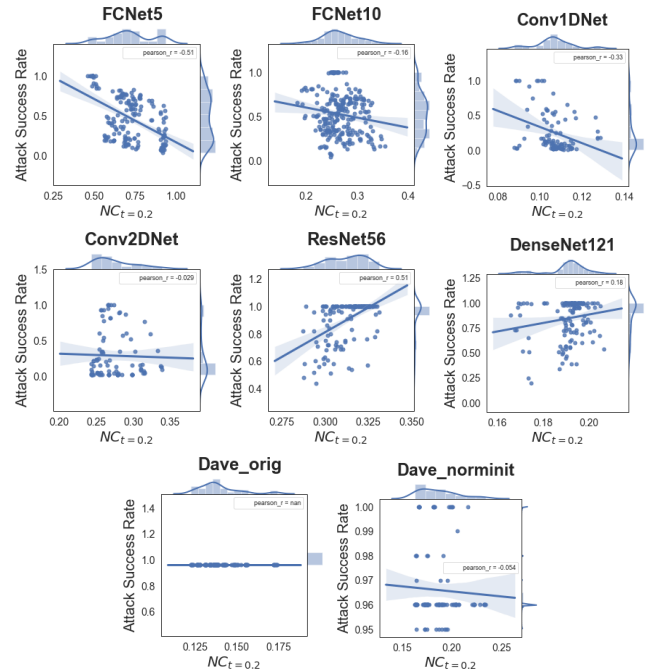 FCNet5
pearson_r = -0.51
Attack Success Rate
1.0
0.5
0.0
0.25 0.50 0.75 1.00
NC t = 0.2
FCNet10
pearson_r = -0.16
Attack Success Rate
1.0
0.5
0.0
0.2 0.3 0.4
NC t = 0.2
Conv1DNet
pearson_r = -0.33
Attack Success Rate
1.5
1.0
0.5
0.0
−0.5
0.08 0.10 0.12 0.14
NC t = 0.2
Conv2DNet
pearson_r = -0.029
Attack Success Rate
1.5
1.0
0.5
0.0
0.20 0.25 0.30 0.35
NC t = 0.2
ResNet56
pearson_r = 0.51
Attack Success Rate
1.2
1.0
0.8
0.6
0.4
0.275 0.300 0.325 0.350
NC t = 0.2
DenseNet121
pearson_r = 0.18
Attack Success Rate
1.25
1.00
0.75
0.50
0.25
0.00
0.16 0.18 0.20
NC t = 0.2
Dave_orig
pearson_r = nan
Attack Success Rate
1.4
1.2
1.0
0.8
0.6
0.125 0.150 0.175
NC t = 0.2
Dave_norminit
pearson_r = -0.054
Attack Success Rate
1.00
0.99
0.98
0.97
0.96
0.95
0.15 0.20 0.25
NC t = 0.2